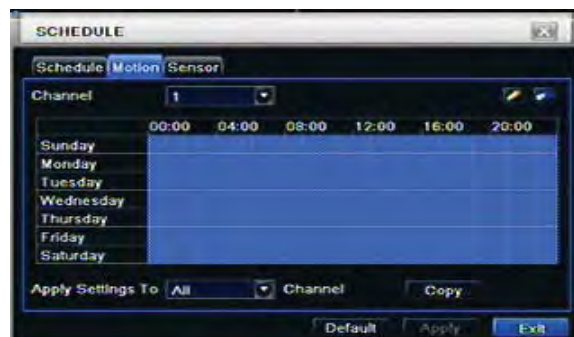 SCHEDULE
Schedule Motion Sensor
Channel 1
00:00 04:00 08:00 12:00 16:00 20:00
Sunday
Monday
Tuesday
Wednesday
Thursday
Friday
Saturday
Apply Settings To All Channel Copy
Default Apply Exit